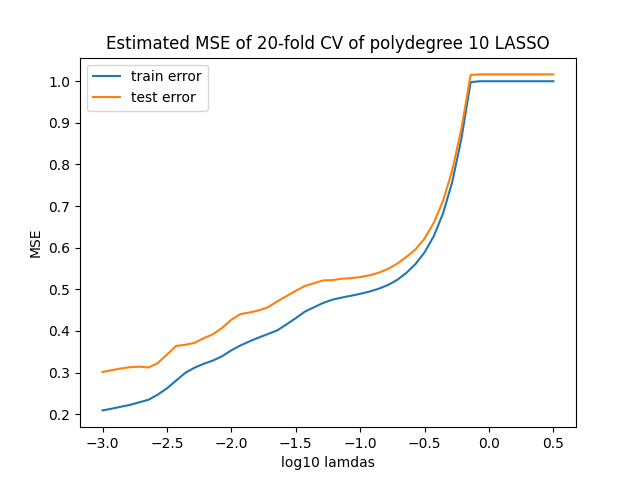 Estimated MSE of 20-fold CV of polydegree 10 LASSO
train error
test error
MSE
1.0
0.9
0.8
0.7
0.6
0.5
0.4
0.3
0.2
−3.0 −2.5 −2.0 −1.5 −1.0 −0.5 0.0 0.5
log10 lamdas